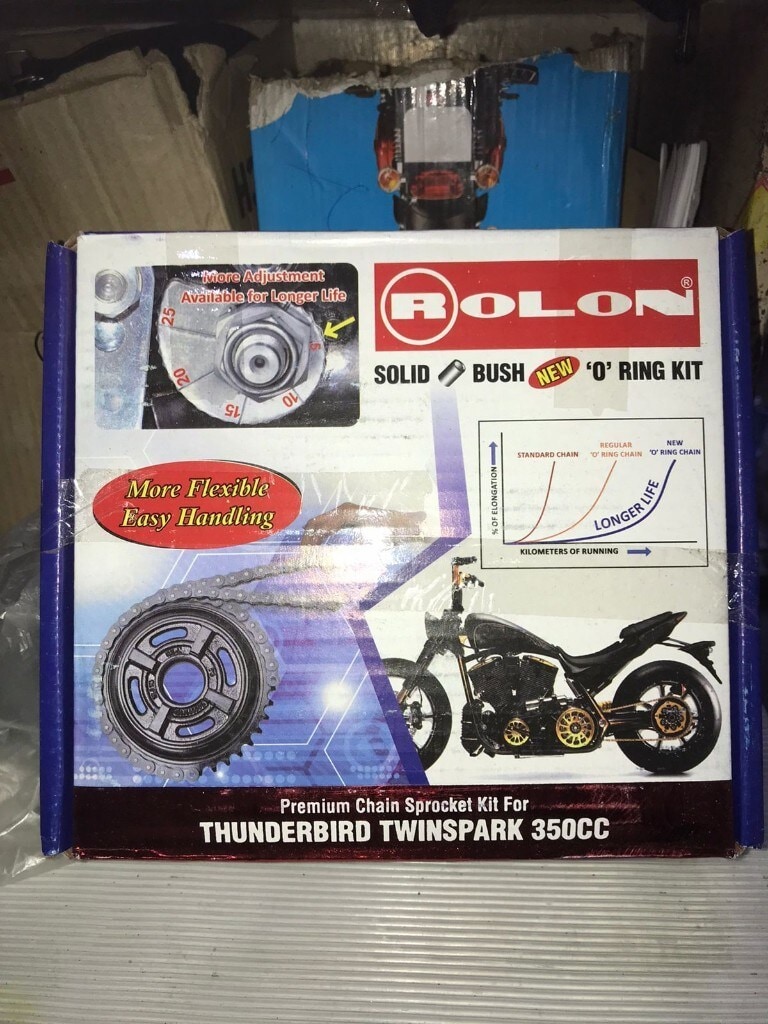 More Adjustment
Available for Longer Life
25
20
15
10
5
ROLON®
SOLID BUSH NEW 'O' RING KIT
% OF ELONGATION
STANDARD CHAIN
REGULAR
'O' RING CHAIN
NEW
'O' RING CHAIN
LONGER LIFE
KILOMETERS OF RUNNING
More Flexible
Easy Handling
Premium Chain Sprocket Kit For
THUNDERBIRD TWINSPARK 350CC